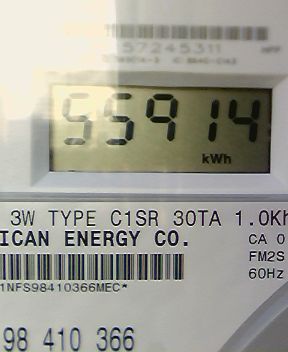 57245311
55914
kWh
3W TYPE C1SR 30TA 1.0Kh
ICAN ENERGY CO.
CA 0
FM2S
60Hz
1NFS98410366MEC*
98 410 366